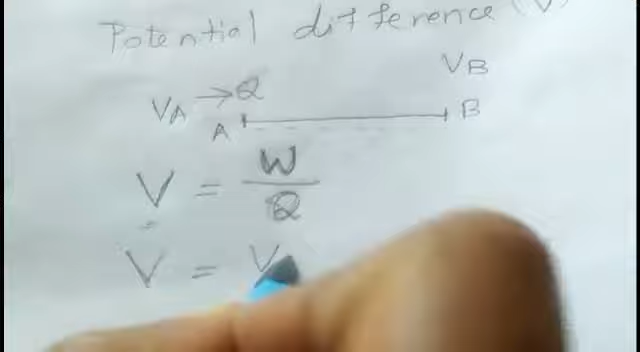 Potential difference (V)
VB
VA → Q
A B
V = W / Q
V = V